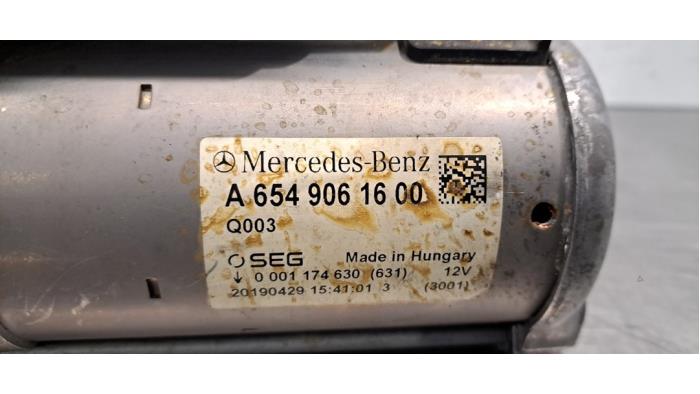 Mercedes-Benz
A 654 906 16 00
Q003
SEG Made in Hungary
↓ 0 001 174 630 (631) 12V
20190429 15:41:01 3 (3001)